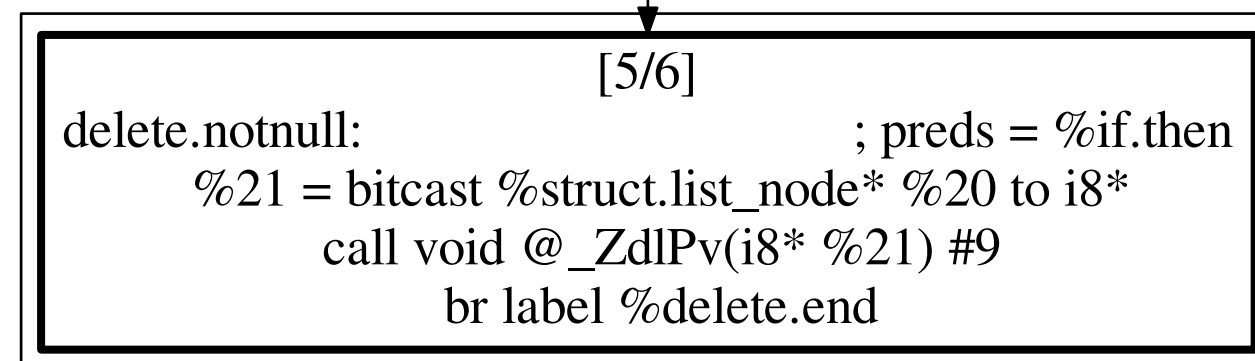 [5/6]
delete.notnull: ; preds = %if.then
%21 = bitcast %struct.list_node* %20 to i8*
call void @_ZdlPv(i8* %21) #9
br label %delete.end